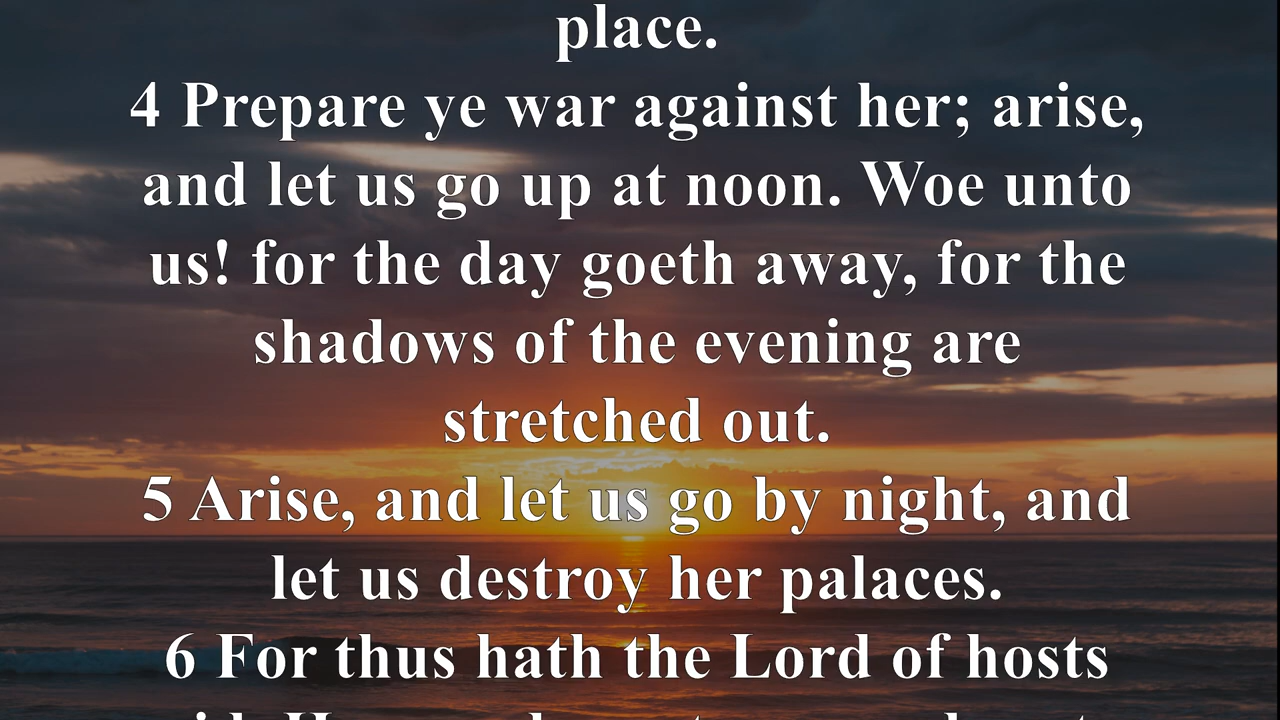 place.
4 Prepare ye war against her; arise,
and let us go up at noon. Woe unto
us! for the day goeth away, for the
shadows of the evening are
stretched out.
5 Arise, and let us go by night, and
let us destroy her palaces.
6 For thus hath the Lord of hosts